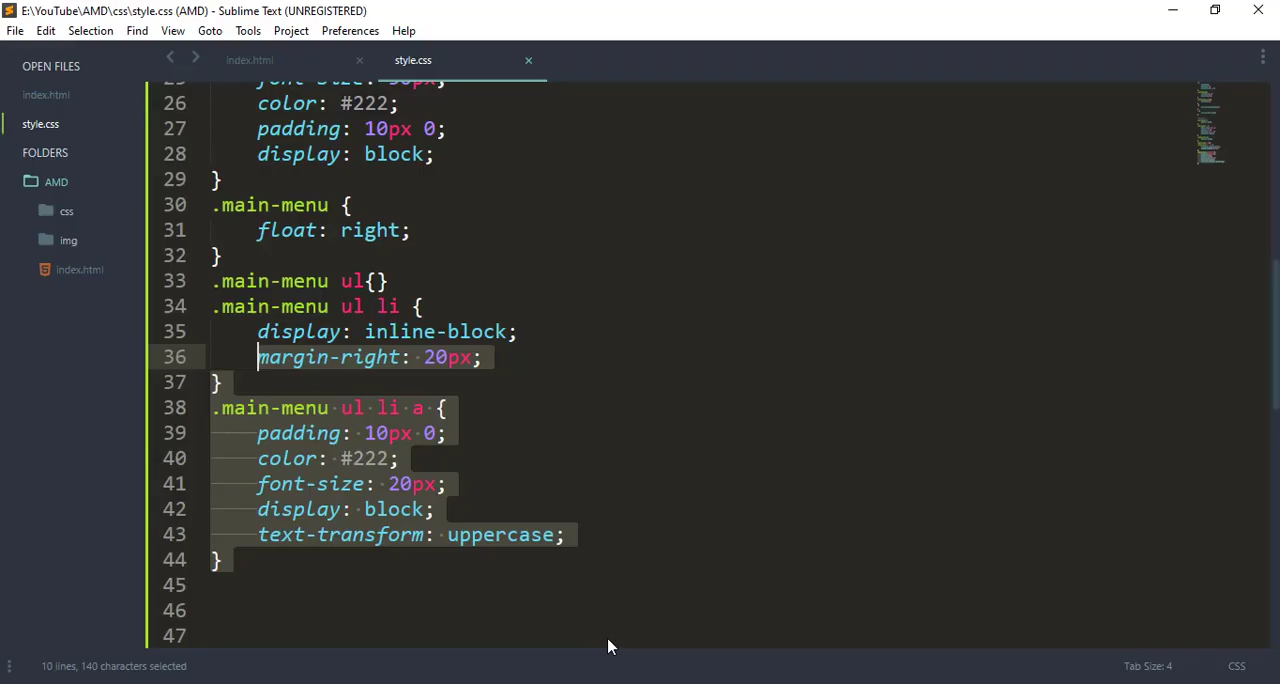 E:\YouTube\AMD\css\style.css (AMD) - Sublime Text (UNREGISTERED)
File Edit Selection Find View Goto Tools Project Preferences Help
OPEN FILES
index.html
style.css
FOLDERS
AMD
css
img
index.html
index.html style.css
26 color: #222;
27 padding: 10px 0;
28 display: block;
29 }
30 .main-menu {
31 float: right;
32 }
33 .main-menu ul{}
34 .main-menu ul li {
35 display: inline-block;
36 margin-right: 20px;
37 }
38 .main-menu ul li a {
39 padding: 10px 0;
40 color: #222;
41 font-size: 20px;
42 display: block;
43 text-transform: uppercase;
44 }
45
46
47
10 lines, 140 characters selected Tab Size: 4 CSS